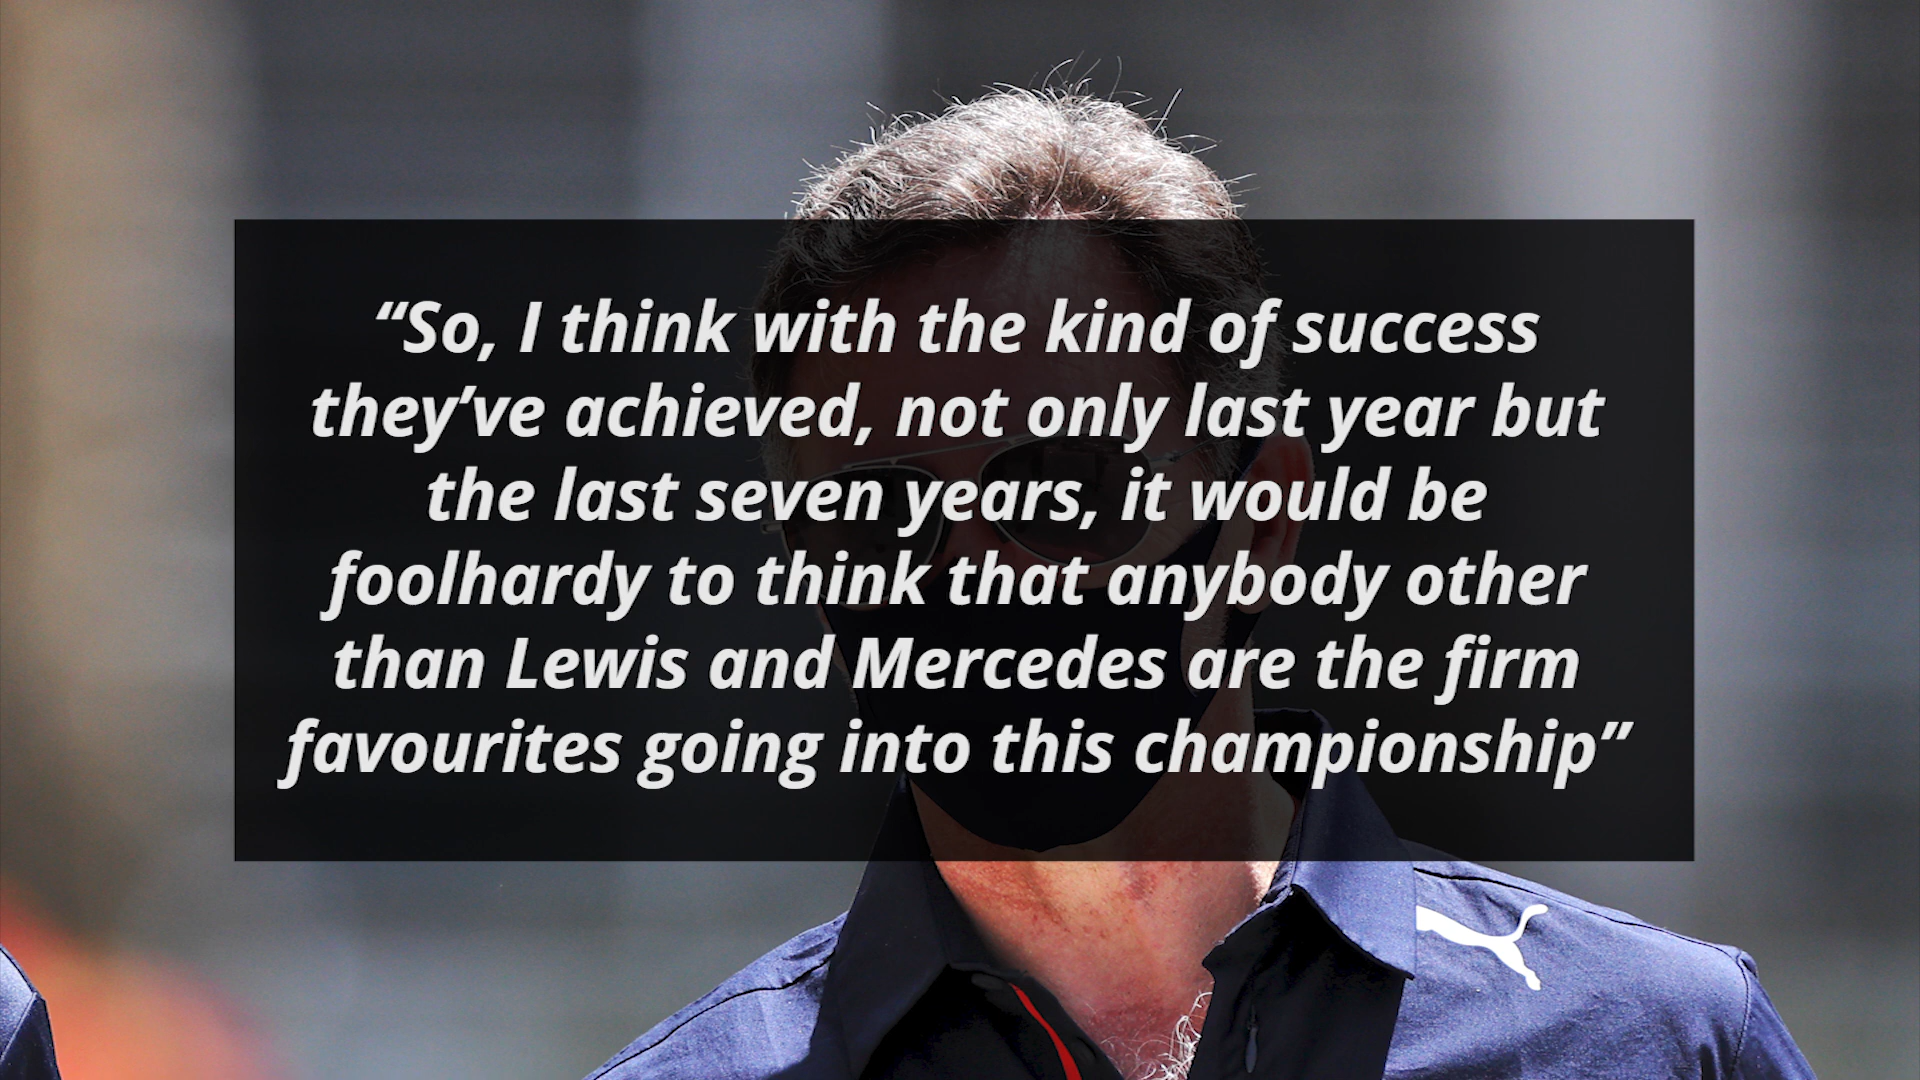 “So, I think with the kind of success
they’ve achieved, not only last year but
the last seven years, it would be
foolhardy to think that anybody other
than Lewis and Mercedes are the firm
favourites going into this championship”